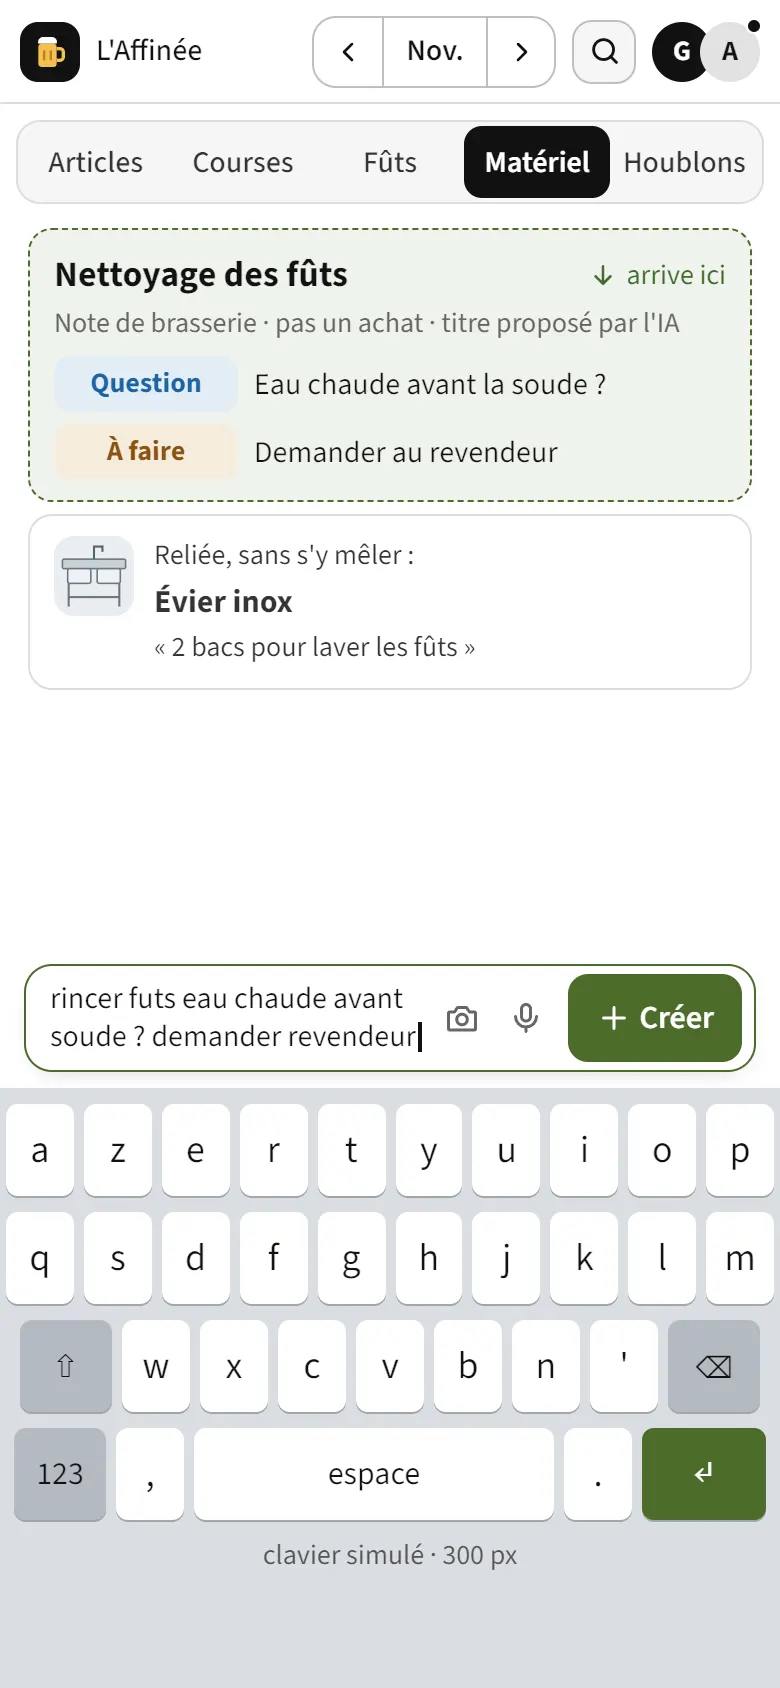 L'Affinée
Nov.
G
A
Articles
Courses
Fûts
Matériel
Houblons
Nettoyage des fûts
↓ arrive ici
Note de brasserie · pas un achat · titre proposé par l'IA
Question
Eau chaude avant la soude ?
À faire
Demander au revendeur
Reliée, sans s'y mêler :
Évier inox
« 2 bacs pour laver les fûts »
rincer futs eau chaude avant
soude ? demander revendeur
+ Créer
a z e r t y u i o p
q s d f g h j k l m
⇧ w x c v b n ' ⌫
123 , espace . ↵
clavier simulé · 300 px